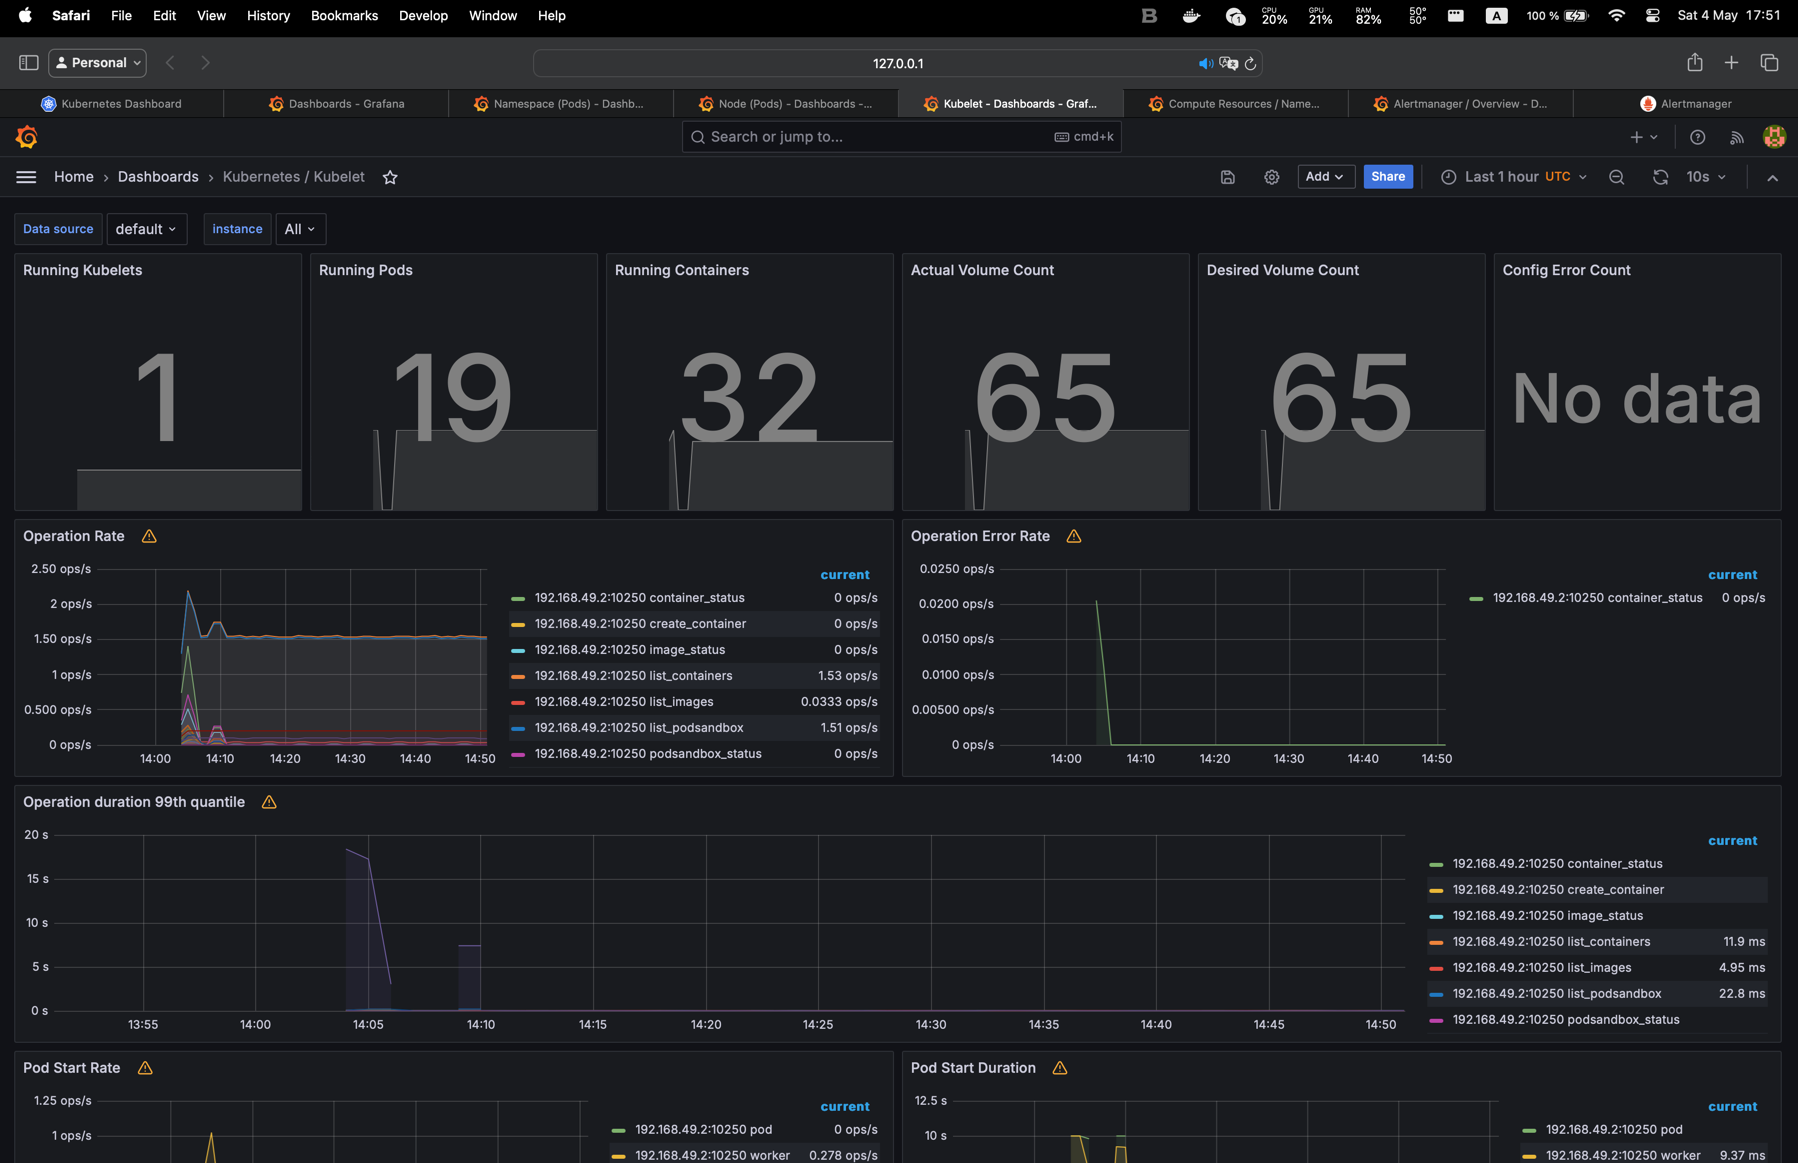 Safari File Edit View History Bookmarks Develop Window Help
CPU 20% GPU 21% RAM 82% 50° 50° A 100 % Sat 4 May 17:51
Personal
127.0.0.1
Kubernetes Dashboard
Dashboards - Grafana
Namespace (Pods) - Dashb...
Node (Pods) - Dashboards -...
Kubelet - Dashboards - Graf...
Compute Resources / Name...
Alertmanager / Overview - D...
Alertmanager
Search or jump to... cmd+k
Home › Dashboards › Kubernetes / Kubelet
Add Share Last 1 hour UTC 10s
Data source default instance All
Running Kubelets
1
Running Pods
19
Running Containers
32
Actual Volume Count
65
Desired Volume Count
65
Config Error Count
No data
Operation Rate
2.50 ops/s
2 ops/s
1.50 ops/s
1 ops/s
0.500 ops/s
0 ops/s
14:00 14:10 14:20 14:30 14:40 14:50
current
192.168.49.2:10250 container_status 0 ops/s
192.168.49.2:10250 create_container 0 ops/s
192.168.49.2:10250 image_status 0 ops/s
192.168.49.2:10250 list_containers 1.53 ops/s
192.168.49.2:10250 list_images 0.0333 ops/s
192.168.49.2:10250 list_podsandbox 1.51 ops/s
192.168.49.2:10250 podsandbox_status 0 ops/s
Operation Error Rate
0.0250 ops/s
0.0200 ops/s
0.0150 ops/s
0.0100 ops/s
0.00500 ops/s
0 ops/s
14:00 14:10 14:20 14:30 14:40 14:50
current
192.168.49.2:10250 container_status 0 ops/s
Operation duration 99th quantile
20 s
15 s
10 s
5 s
0 s
13:55 14:00 14:05 14:10 14:15 14:20 14:25 14:30 14:35 14:40 14:45 14:50
current
192.168.49.2:10250 container_status
192.168.49.2:10250 create_container
192.168.49.2:10250 image_status
192.168.49.2:10250 list_containers 11.9 ms
192.168.49.2:10250 list_images 4.95 ms
192.168.49.2:10250 list_podsandbox 22.8 ms
192.168.49.2:10250 podsandbox_status
Pod Start Rate
1.25 ops/s
1 ops/s
current
192.168.49.2:10250 pod 0 ops/s
192.168.49.2:10250 worker 0.278 ops/s
Pod Start Duration
12.5 s
10 s
current
192.168.49.2:10250 pod
192.168.49.2:10250 worker 9.37 ms